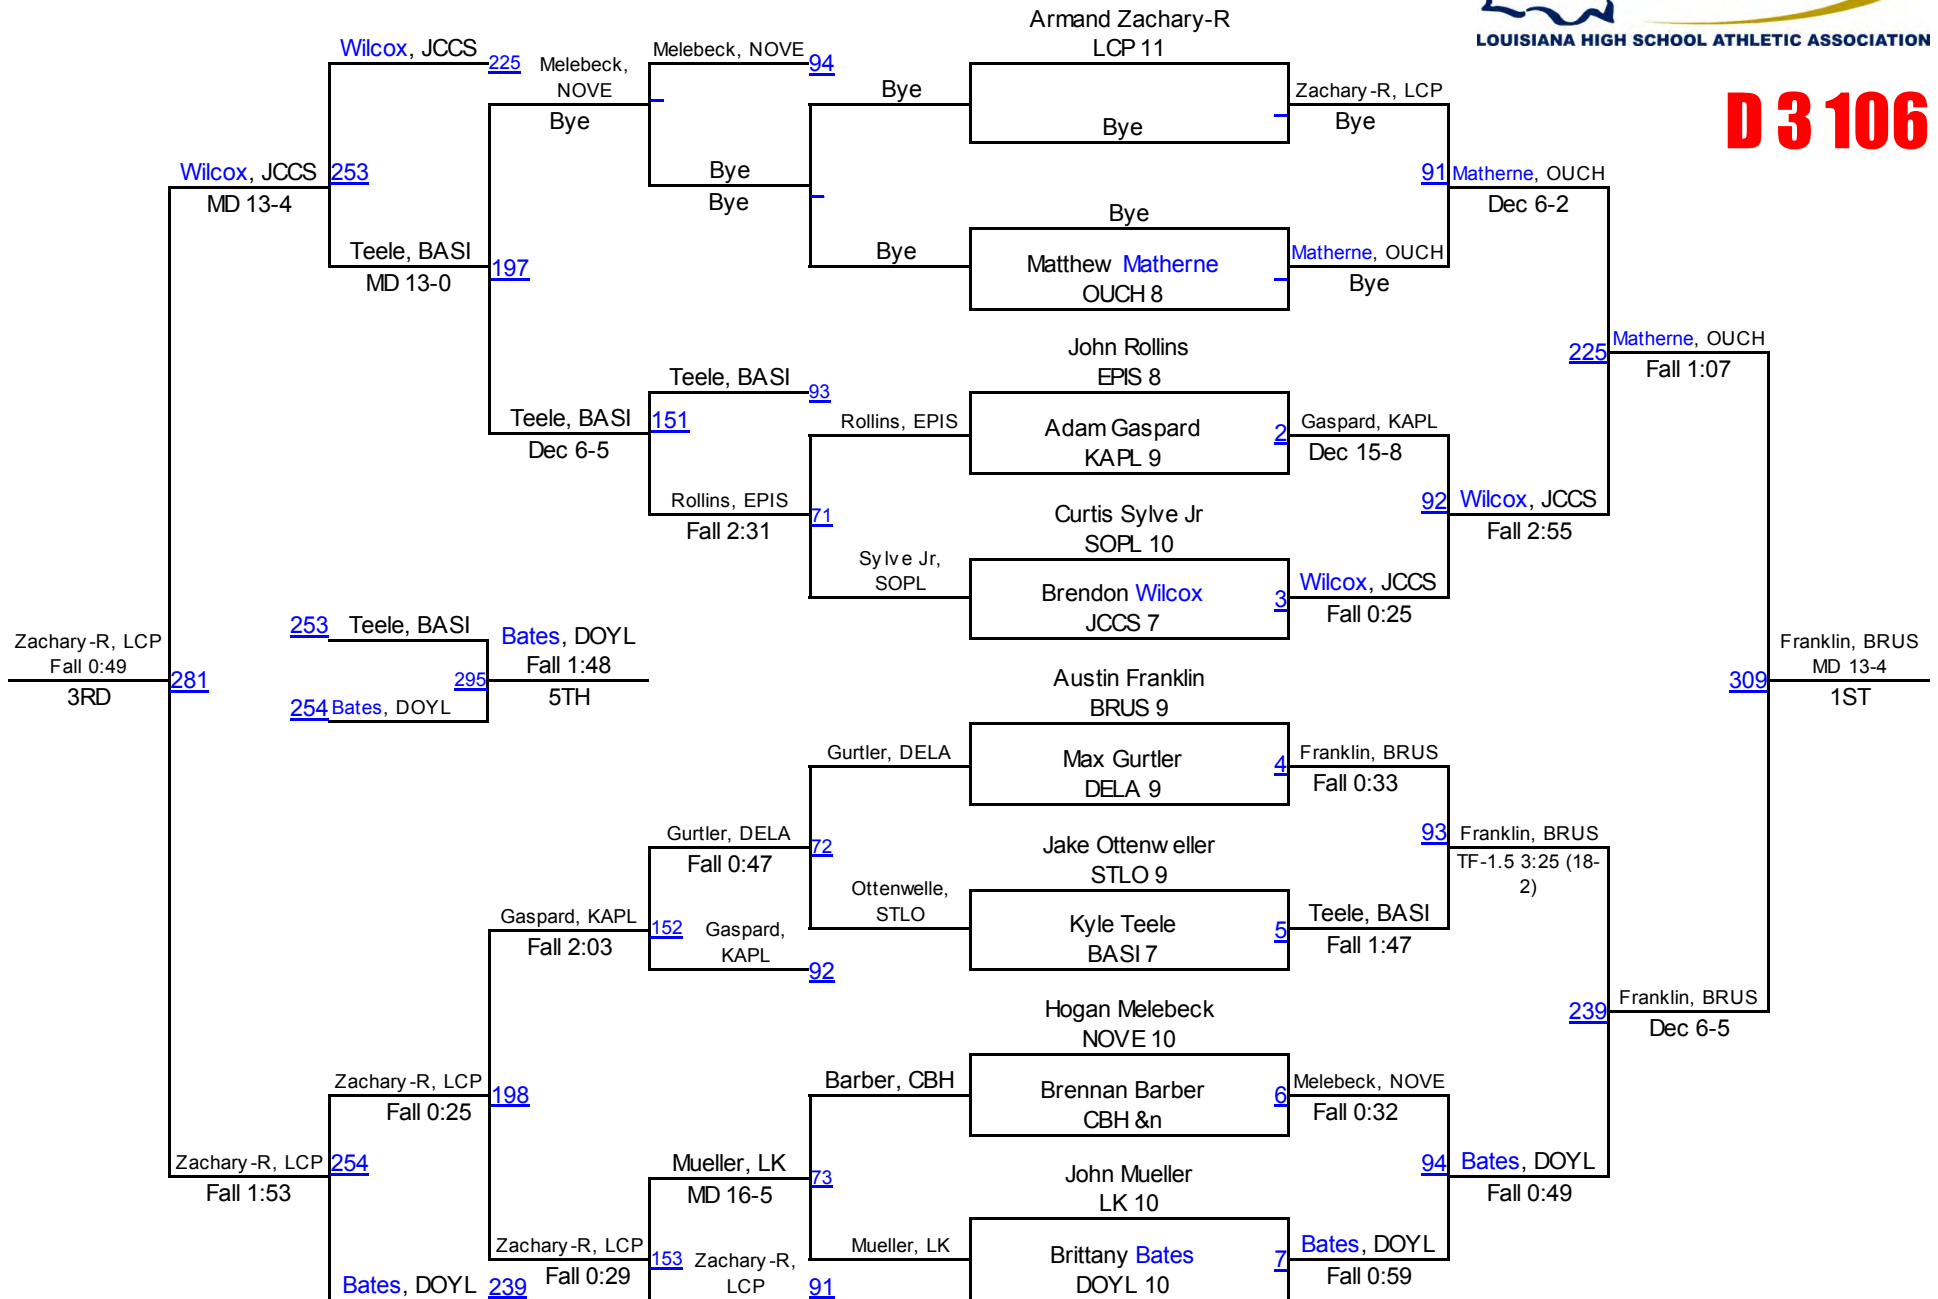 LOUISIANA HIGH SCHOOL ATHLETIC ASSOCIATION
D 3 106
Armand Zachary-R
LCP 11
Bye
Bye
Matthew Matherne
OUCH 8
John Rollins
EPIS 8
Adam Gaspard
KAPL 9
2
Curtis Sylve Jr
SOPL 10
Brendon Wilcox
JCCS 7
3
Austin Franklin
BRUS 9
Max Gurtler
DELA 9
4
Jake Ottenweller
STLO 9
Kyle Teele
BASI 7
5
Hogan Melebeck
NOVE 10
Brennan Barber
CBH &n
6
John Mueller
LK 10
Brittany Bates
DOYL 10
7
Zachary-R, LCP
Bye
Matherne, OUCH
Bye
Gaspard, KAPL
Dec 15-8
Wilcox, JCCS
Fall 0:25
Franklin, BRUS
Fall 0:33
Teele, BASI
Fall 1:47
Melebeck, NOVE
Fall 0:32
Bates, DOYL
Fall 0:59
91
Matherne, OUCH
Dec 6-2
92
Wilcox, JCCS
Fall 2:55
93
Franklin, BRUS
TF-1.5 3:25 (18-
2)
94
Bates, DOYL
Fall 0:49
225
Matherne, OUCH
Fall 1:07
239
Franklin, BRUS
Dec 6-5
309
Franklin, BRUS
MD 13-4
1ST
Bye
Bye
Rollins, EPIS
Sylve Jr,
SOPL
Gurtler, DELA
Ottenwelle,
STLO
Barber, CBH
Mueller, LK
Melebeck, NOVE
94
Bye
Bye
Teele, BASI
93
Rollins, EPIS
71
Fall 2:31
Gurtler, DELA
72
Fall 0:47
Gaspard,
KAPL
92
Mueller, LK
73
MD 16-5
Zachary-R,
LCP
91
Melebeck,
NOVE
Bye
Teele, BASI
151
Dec 6-5
Gaspard, KAPL
152
Fall 2:03
Zachary-R, LCP
153
Fall 0:29
Wilcox, JCCS
225
Teele, BASI
197
MD 13-0
Zachary-R, LCP
198
Fall 0:25
Bates, DOYL
239
Wilcox, JCCS
253
MD 13-4
Zachary-R, LCP
254
Fall 1:53
253
Teele, BASI
254
Bates, DOYL
295
Bates, DOYL
Fall 1:48
5TH
Zachary-R, LCP
Fall 0:49
281
3RD